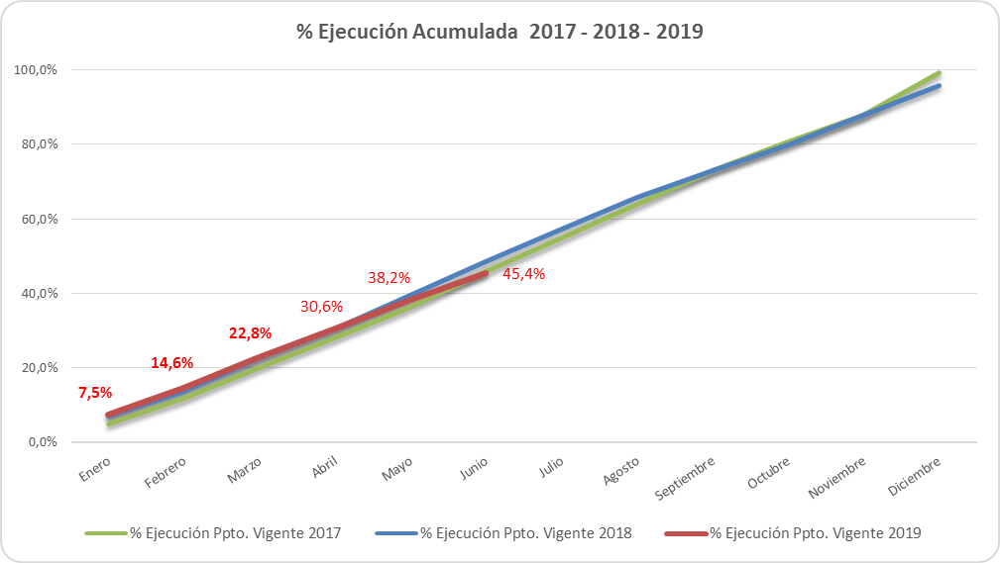 % Ejecución Acumulada 2017 - 2018 - 2019
100,0%
80,0%
60,0%
40,0%
20,0%
0,0%
7,5%
14,6%
22,8%
30,6%
38,2%
45,4%
Enero
Febrero
Marzo
Abril
Mayo
Junio
Julio
Agosto
Septiembre
Octubre
Noviembre
Diciembre
% Ejecución Ppto. Vigente 2017
% Ejecución Ppto. Vigente 2018
% Ejecución Ppto. Vigente 2019